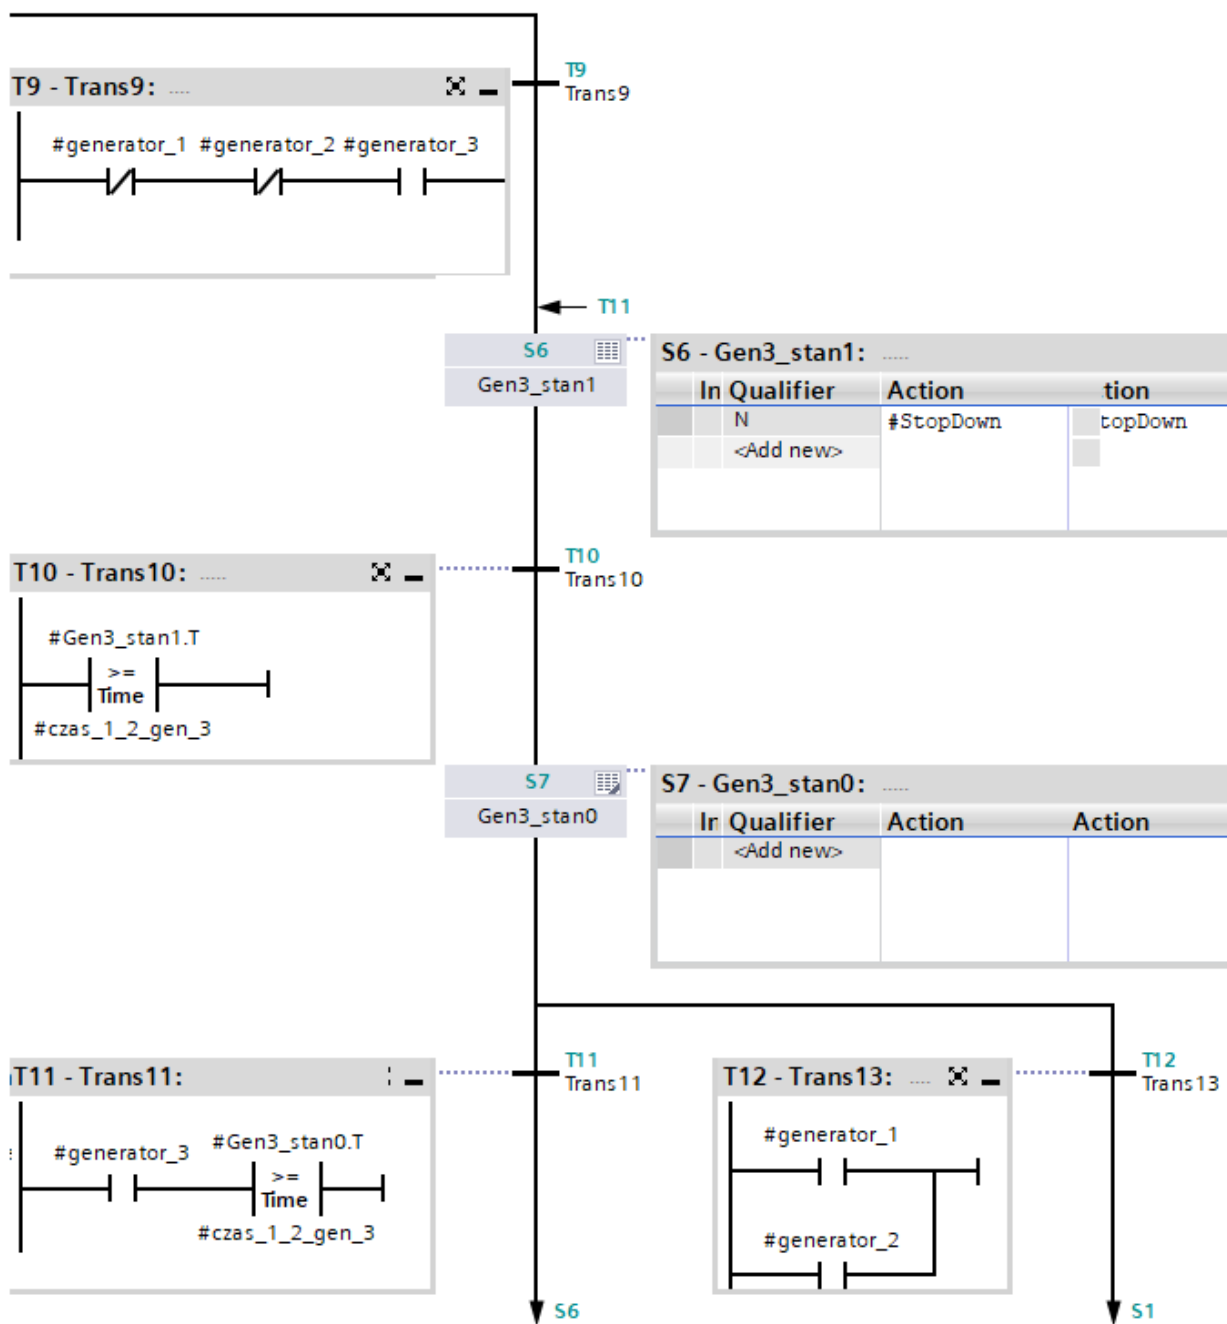 T9
Trans9
T9 - Trans9: .....
#generator_1 #generator_2 #generator_3
T11
S6
Gen3_stan1
S6 - Gen3_stan1: .....
In Qualifier Action tion
N #StopDown topDown
<Add new>
T10
Trans10
T10 - Trans10: .....
#Gen3_stan1.T
>=
Time
#czas_1_2_gen_3
S7
Gen3_stan0
S7 - Gen3_stan0: .....
Ir Qualifier Action Action
<Add new>
T11
Trans11
T11 - Trans11:
#generator_3 #Gen3_stan0.T
>=
Time
#czas_1_2_gen_3
T12
Trans13
T12 - Trans13: ....
#generator_1
#generator_2
S6
S1